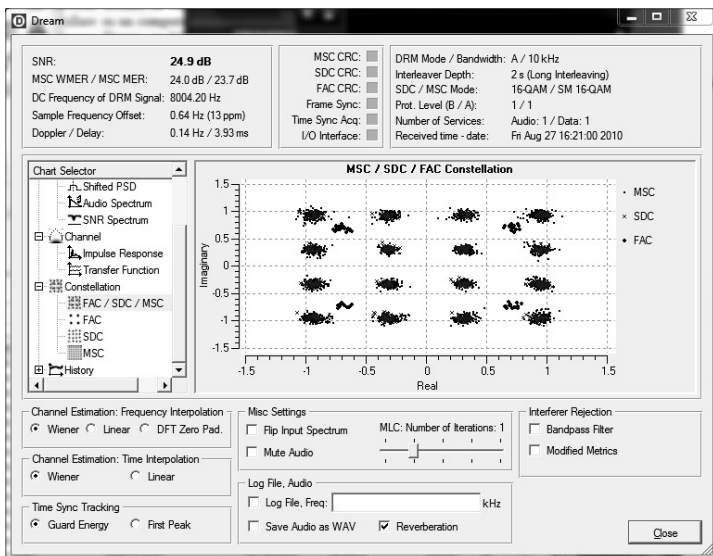 Dream
SNR: 24.9 dB
MSC WMER / MSC MER: 24.0 dB / 23.7 dB
DC Frequency of DRM Signal: 8004.20 Hz
Sample Frequency Offset: 0.64 Hz (13 ppm)
Doppler / Delay: 0.14 Hz / 3.93 ms
MSC CRC:
SDC CRC:
FAC CRC:
Frame Sync:
Time Sync Acq:
I/O Interface:
DRM Mode / Bandwidth: A / 10 kHz
Interleaver Depth: 2 s (Long Interleaving)
SDC / MSC Mode: 16-QAM / SM 16-QAM
Prot. Level (B / A): 1 / 1
Number of Services: Audio: 1 / Data: 1
Received time - date: Fri Aug 27 16:21:00 2010
Chart Selector
Shifted PSD
Audio Spectrum
SNR Spectrum
Channel
Impulse Response
Transfer Function
Constellation
FAC / SDC / MSC
FAC
SDC
MSC
History
MSC / SDC / FAC Constellation
Imaginary
1.5
1
0.5
0
-0.5
-1
-1.5
-1.5 -1 -0.5 0 0.5 1 1.5
Real
MSC
SDC
FAC
Channel Estimation: Frequency Interpolation
Wiener Linear DFT Zero Pad.
Channel Estimation: Time Interpolation
Wiener Linear
Time Sync Tracking
Guard Energy First Peak
Misc Settings
Flip Input Spectrum MLC: Number of Iterations: 1
Mute Audio
Log File, Audio
Log File, Freq: kHz
Save Audio as WAV Reverberation
Interferer Rejection
Bandpass Filter
Modified Metrics
Close